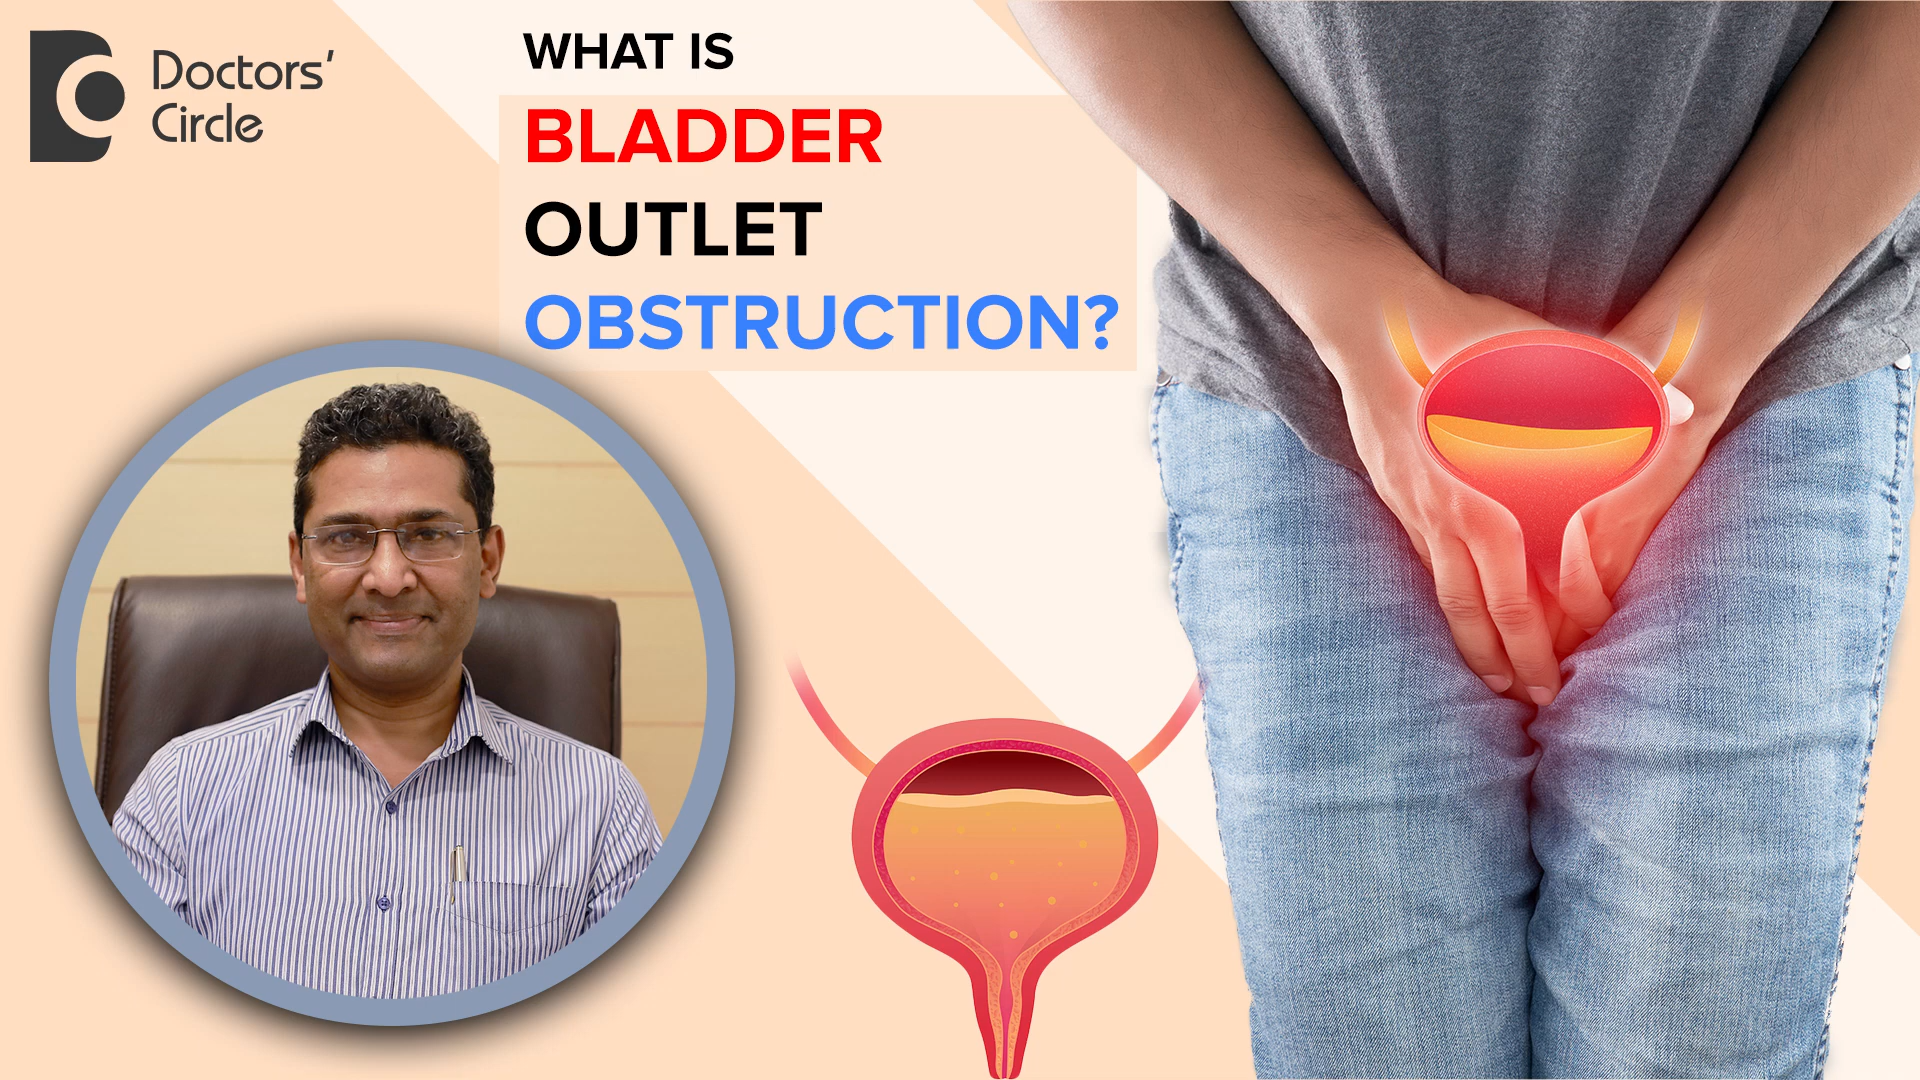 Doctors'
Circle
WHAT IS
BLADDER
OUTLET
OBSTRUCTION?